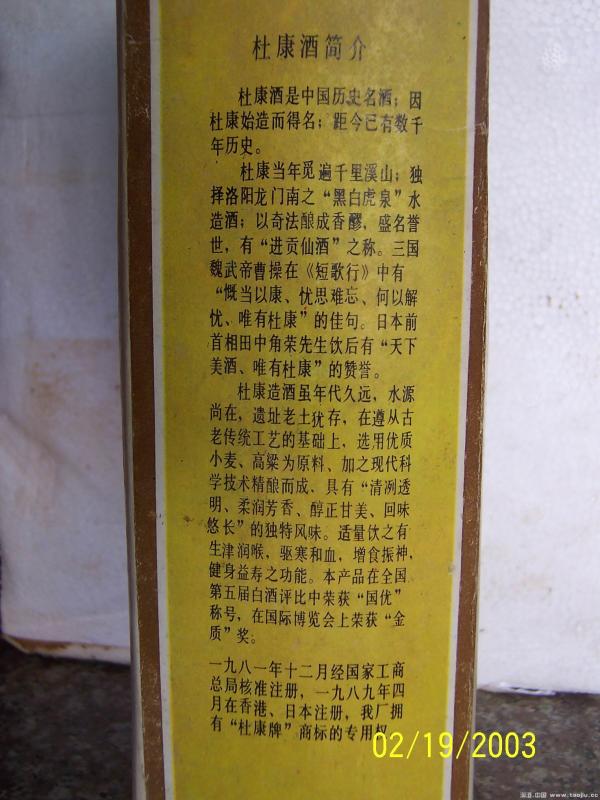 杜康酒简介
杜康酒是中国历史名酒；因
杜康始造而得名；距今已有数千
年历史。
杜康当年觅遍千里溪山；独
择洛阳龙门南之“黑白虎泉”水
造酒；以奇法酿成香醪，盛名誉
世，有“进贡仙酒”之称。三国
魏武帝曹操在《短歌行》中有
“慨当以康、忧思难忘、何以解
忧、唯有杜康”的佳句。日本前
首相田中角荣先生饮后有“天下
美酒、唯有杜康”的赞誉。
杜康造酒虽年代久远，水源
尚在，遗址老土犹存，在遵从古
老传统工艺的基础上，选用优质
小麦、高粱为原料、加之现代科
学技术精酿而成，具有“清冽透
明、柔润芳香、醇正甘美、回味
悠长”的独特风味。适量饮之有
生津润喉，驱寒和血，增食振神，
健身益寿之功能。本产品在全国
第五届白酒评比中荣获“国优”
称号，在国际博览会上荣获“金
质”奖。
一九八一年十二月经国家工商
总局核准注册，一九八九年四
月在香港、日本注册，我厂拥
有“杜康牌”商标的专用权
02/19/2003
www.taojiu.cc